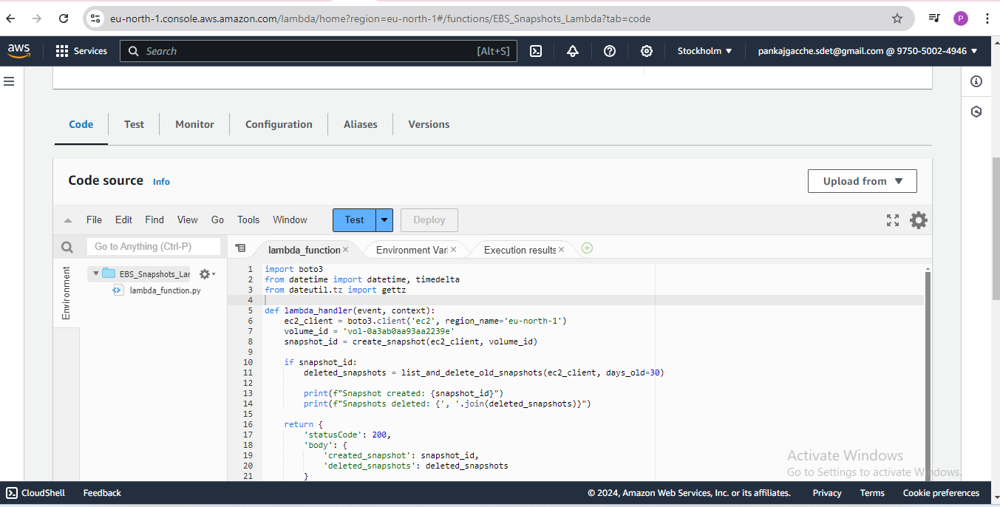 eu-north-1.console.aws.amazon.com/lambda/home?region=eu-north-1#/functions/EBS_Snapshots_Lambda?tab=code
P
aws
Services
Search
[Alt+S]
Stockholm ▼
pankajgacche.sdet@gmail.com @ 9750-5002-4946 ▼
Code
Test
Monitor
Configuration
Aliases
Versions
Code source Info
Upload from ▼
File Edit Find View Go Tools Window
Test
Deploy
Go to Anything (Ctrl-P)
lambda_function ×
Environment Vari ×
Execution results ×
Environment
EBS_Snapshots_Lar
lambda_function.py
1 import boto3
2 from datetime import datetime, timedelta
3 from dateutil.tz import gettz
4
5 def lambda_handler(event, context):
6     ec2_client = boto3.client('ec2', region_name='eu-north-1')
7     volume_id = 'vol-0a3ab0aa93aa2239e'
8     snapshot_id = create_snapshot(ec2_client, volume_id)
9
10     if snapshot_id:
11         deleted_snapshots = list_and_delete_old_snapshots(ec2_client, days_old=30)
12
13         print(f"Snapshot created: {snapshot_id}")
14         print(f"Snapshots deleted: {', '.join(deleted_snapshots)}")
15
16     return {
17         'statusCode': 200,
18         'body': {
19             'created_snapshot': snapshot_id,
20             'deleted_snapshots': deleted_snapshots
21         }
Activate Windows
Go to Settings to activate Windows.
CloudShell
Feedback
© 2024, Amazon Web Services, Inc. or its affiliates.
Privacy
Terms
Cookie preferences